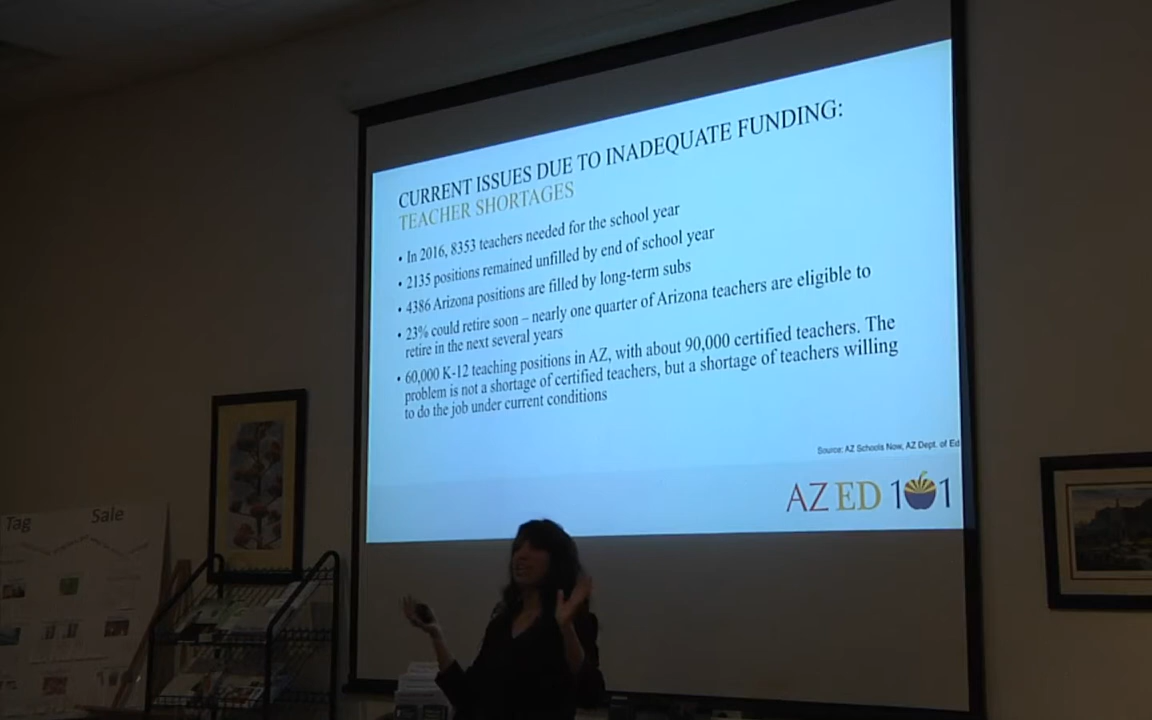 CURRENT ISSUES DUE TO INADEQUATE FUNDING:
TEACHER SHORTAGES
• In 2016, 8353 teachers needed for the school year
• 2135 positions remained unfilled by end of school year
• 4386 Arizona positions are filled by long-term subs
• 23% could retire soon – nearly one quarter of Arizona teachers are eligible to
retire in the next several years
• 60,000 K-12 teaching positions in AZ, with about 90,000 certified teachers. The
problem is not a shortage of certified teachers, but a shortage of teachers willing
to do the job under current conditions
Source: AZ Schools Now, AZ Dept. of Ed
AZ ED 101
Tag Sale